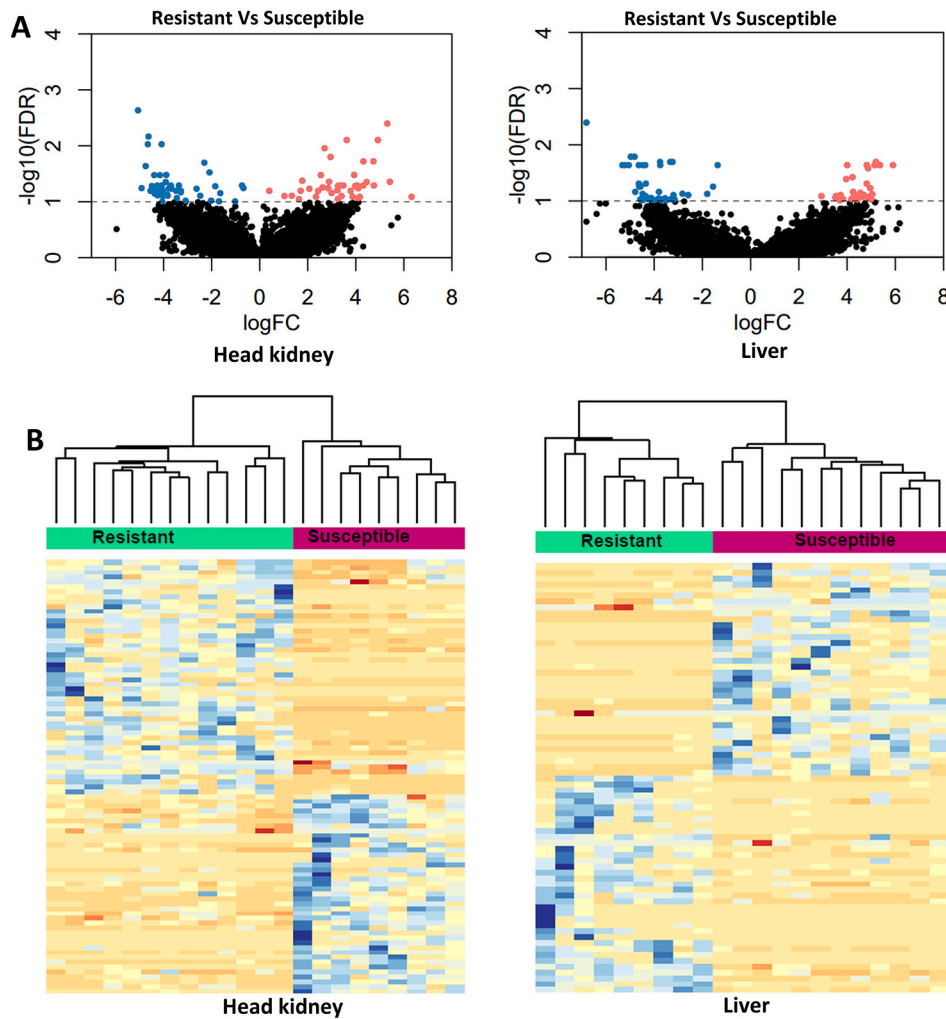 A
Resistant Vs Susceptible
Resistant Vs Susceptible
-log10(FDR)
0
1
2
3
4
-6
-4
-2
0
2
4
6
8
logFC
Head kidney
-log10(FDR)
0
1
2
3
4
-6
-4
-2
0
2
4
6
8
logFC
Liver
B
Resistant
Susceptible
Resistant
Susceptible
Head kidney
Liver